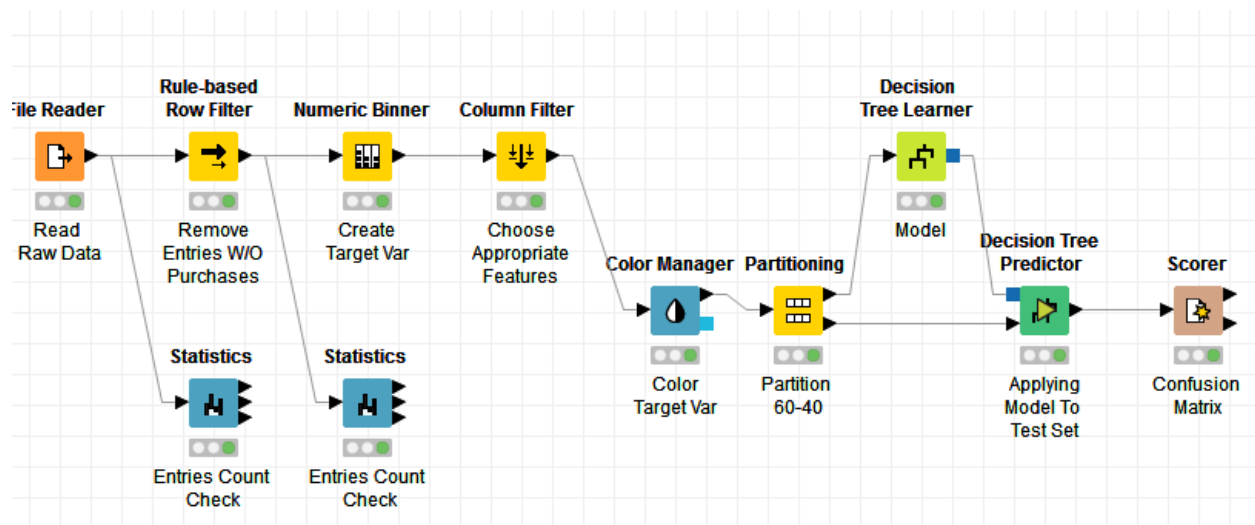 File Reader
Read
Raw Data
Rule-based
Row Filter
Remove
Entries W/O
Purchases
Numeric Binner
Create
Target Var
Column Filter
Choose
Appropriate
Features
Statistics
Entries Count
Check
Statistics
Entries Count
Check
Color Manager
Color
Target Var
Partitioning
Partition
60-40
Decision
Tree Learner
Model
Decision Tree
Predictor
Applying
Model To
Test Set
Scorer
Confusion
Matrix